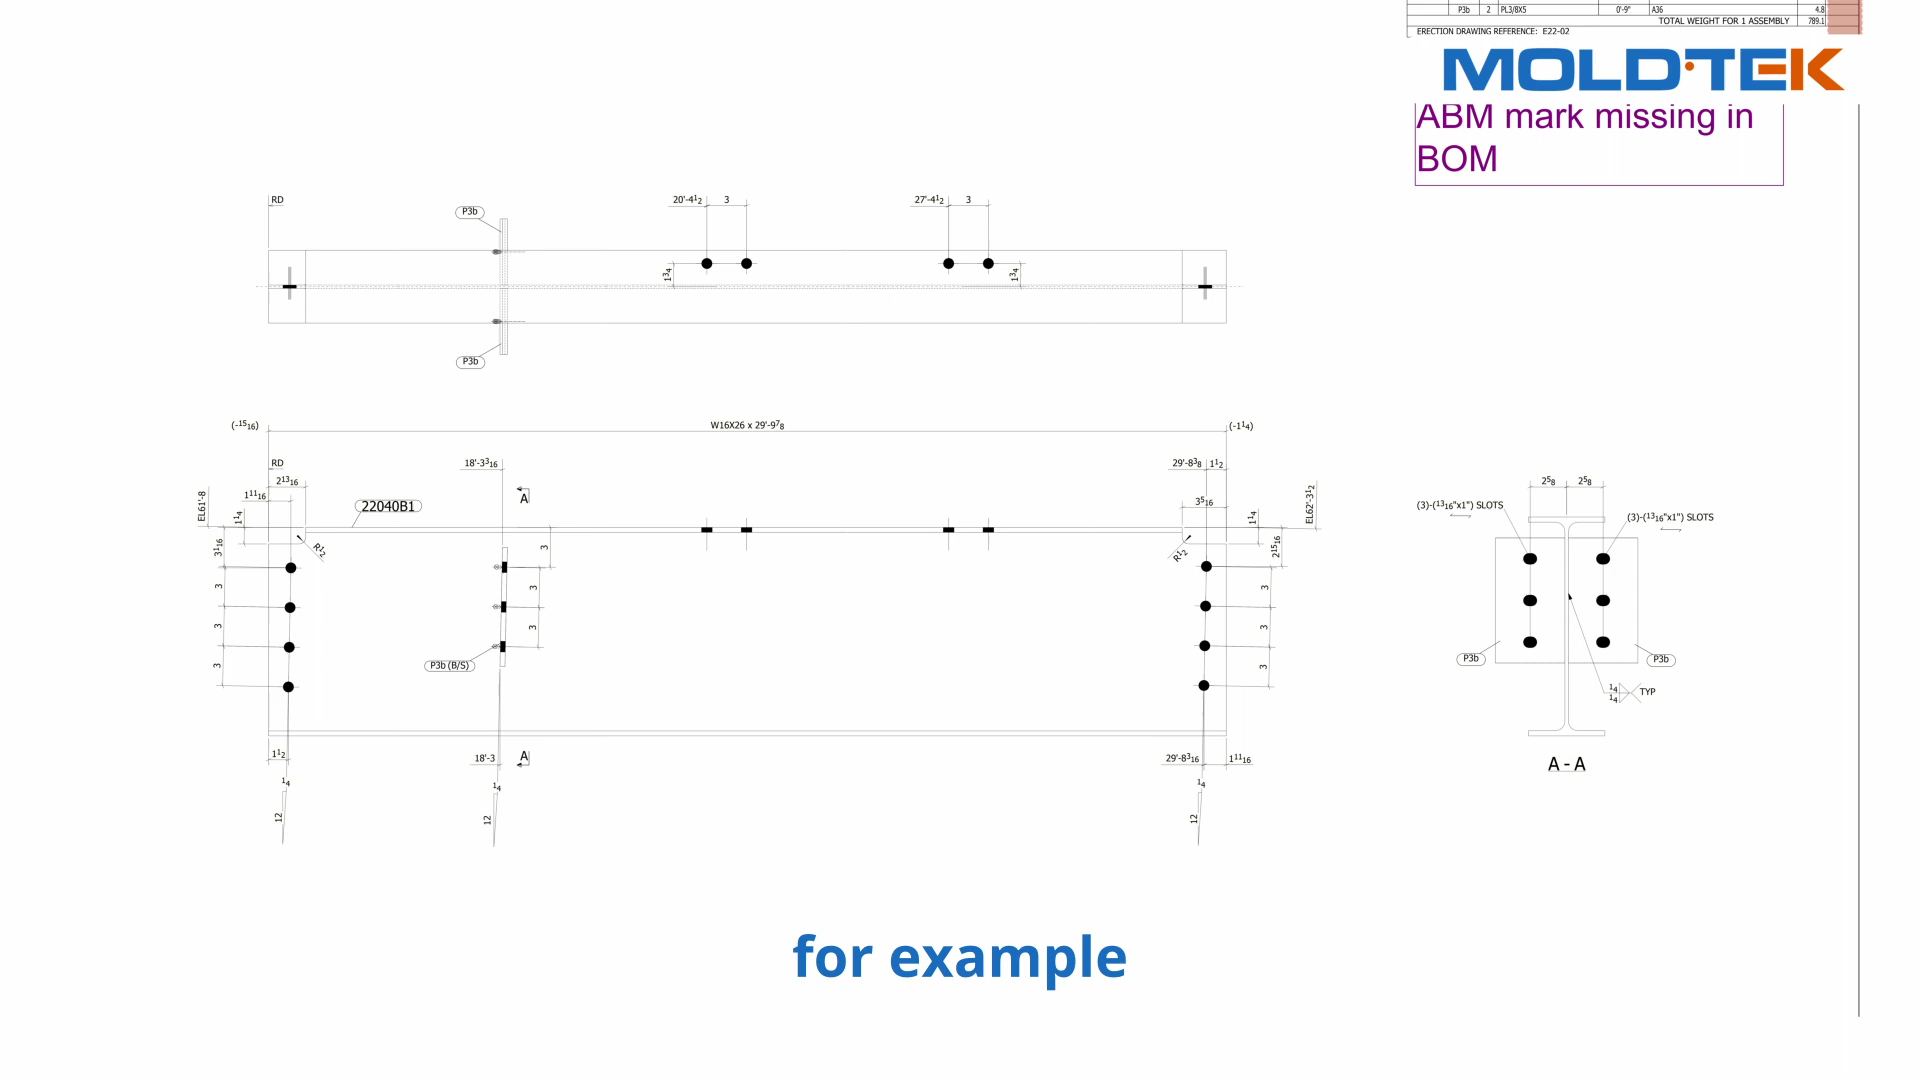 P3b 2 PL3/8X5 0'-9" A36 4.8
TOTAL WEIGHT FOR 1 ASSEMBLY 789.1
ERECTION DRAWING REFERENCE: E22-02
MOLD·TEK
ABM mark missing in
BOM
RD
P3b
20'-4 1/2 3
27'-4 1/2 3
1 3/4
1 3/4
P3b
(-15/16)
W16X26 x 29'-9 7/8
(-1 1/4)
RD
18'-3 3/16
29'-8 3/8 1 1/2
2 13/16
1 11/16
A
3 5/16
EL61'-8
1 1/4
22040B1
EL62'-3 1/2
1 1/4
3 1/16
R 1/2
3
R 1/2
2 15/16
3
3
3
3
3
3
3
3
P3b (B/S)
1 1/2
18'-3
A
29'-8 3/16
1 11/16
1/4
12
1/4
12
1/4
12
2 5/8 2 5/8
(3)-(13/16"x1") SLOTS
(3)-(13/16"x1") SLOTS
P3b
P3b
1/4
1/4
TYP
A - A
for example